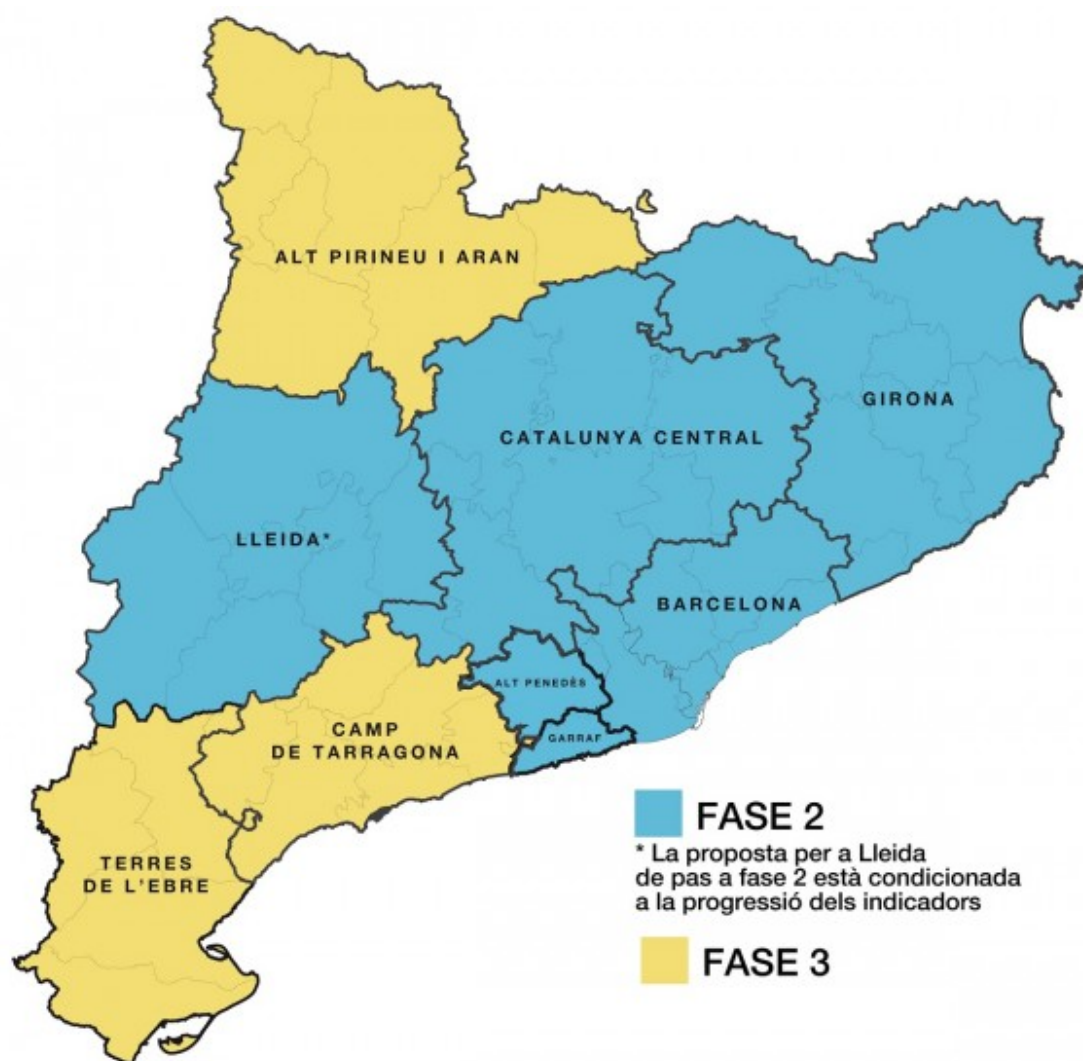 ALT PIRINEU I ARAN
GIRONA
CATALUNYA CENTRAL
LLEIDA*
BARCELONA
ALT PENEDÈS
GARRAF
CAMP
DE TARRAGONA
TERRES
DE L'EBRE
FASE 2
* La proposta per a Lleida
de pas a fase 2 està condicionada
a la progressió dels indicadors
FASE 3